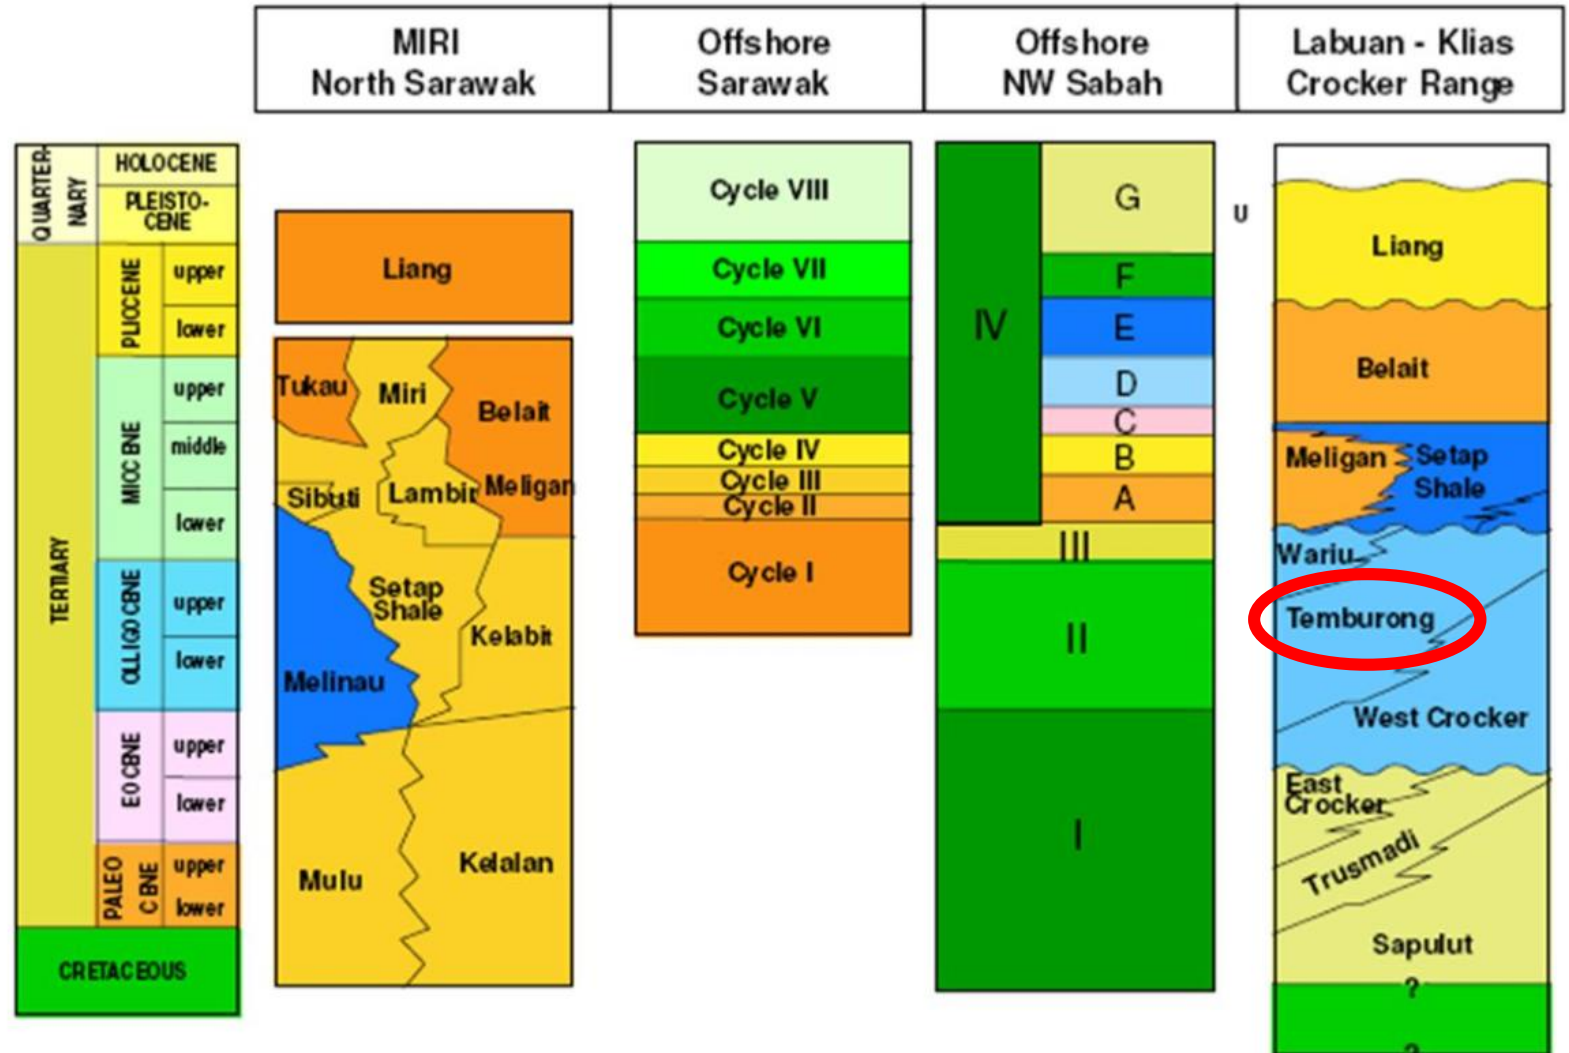 MIRI
North Sarawak
Offshore
Sarawak
Offshore
NW Sabah
Labuan - Klias
Crocker Range
QUARTER-
NARY
HOLOCENE
PLEISTO-
CENE
TERTIARY
PLIOCENE
upper
lower
MIOCENE
upper
middle
lower
OLLIGOCENE
upper
lower
EOCENE
upper
lower
PALEO
CENE
upper
lower
CRETACEOUS
Liang
Tukau
Miri
Belait
Sibuti
Lambir
Meligan
Setap
Shale
Kelabit
Melinau
Mulu
Kelalan
Cycle VIII
Cycle VII
Cycle VI
Cycle V
Cycle IV
Cycle III
Cycle II
Cycle I
IV
G
F
E
D
C
B
A
III
II
I
U
Liang
Belait
Meligan
Setap
Shale
Wariu
Temburong
West Crocker
East
Crocker
Trusmadi
Sapulut
?
?